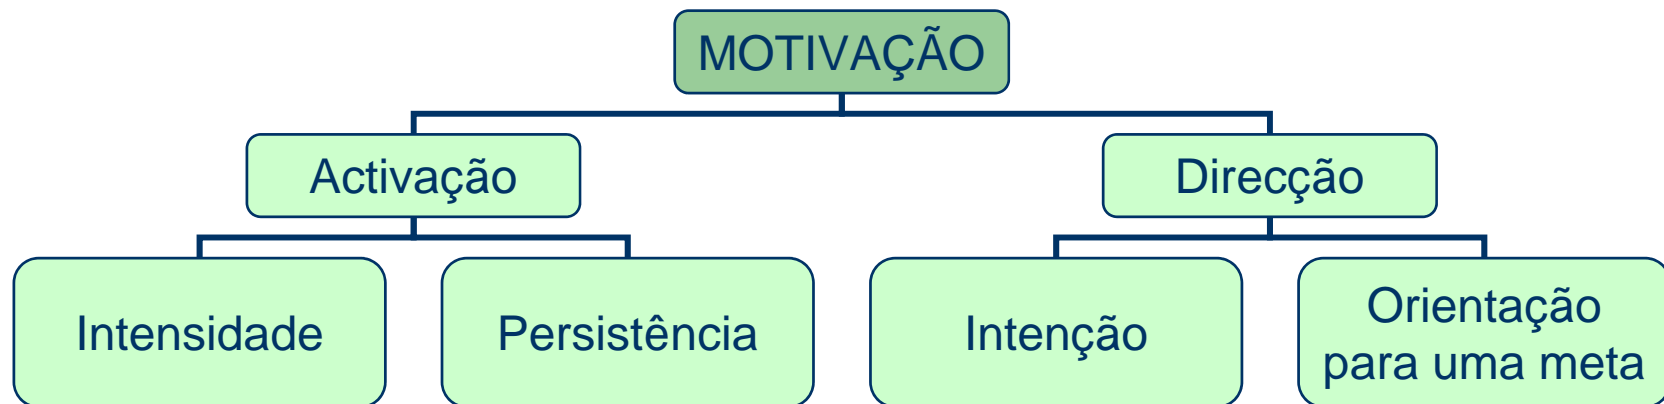 MOTIVAÇÃO
Activação
Direcção
Intensidade
Persistência
Intenção
Orientação
para uma meta